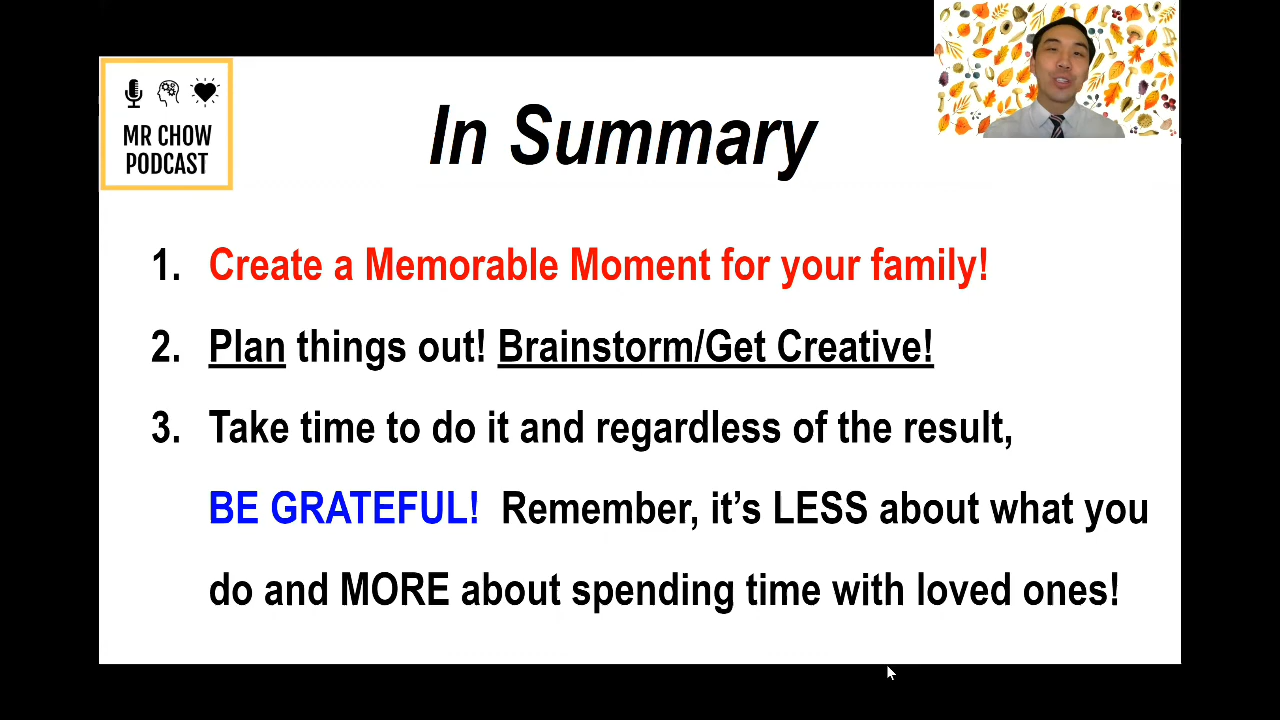 MR CHOW
PODCAST
In Summary
1. Create a Memorable Moment for your family!
2. Plan things out! Brainstorm/Get Creative!
3. Take time to do it and regardless of the result,
BE GRATEFUL! Remember, it’s LESS about what you
do and MORE about spending time with loved ones!